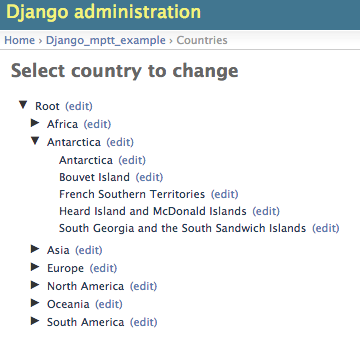 Django administration
Home › Django_mptt_example › Countries
Select country to change
Root (edit)
Africa (edit)
Antarctica (edit)
Antarctica (edit)
Bouvet Island (edit)
French Southern Territories (edit)
Heard Island and McDonald Islands (edit)
South Georgia and the South Sandwich Islands (edit)
Asia (edit)
Europe (edit)
North America (edit)
Oceania (edit)
South America (edit)